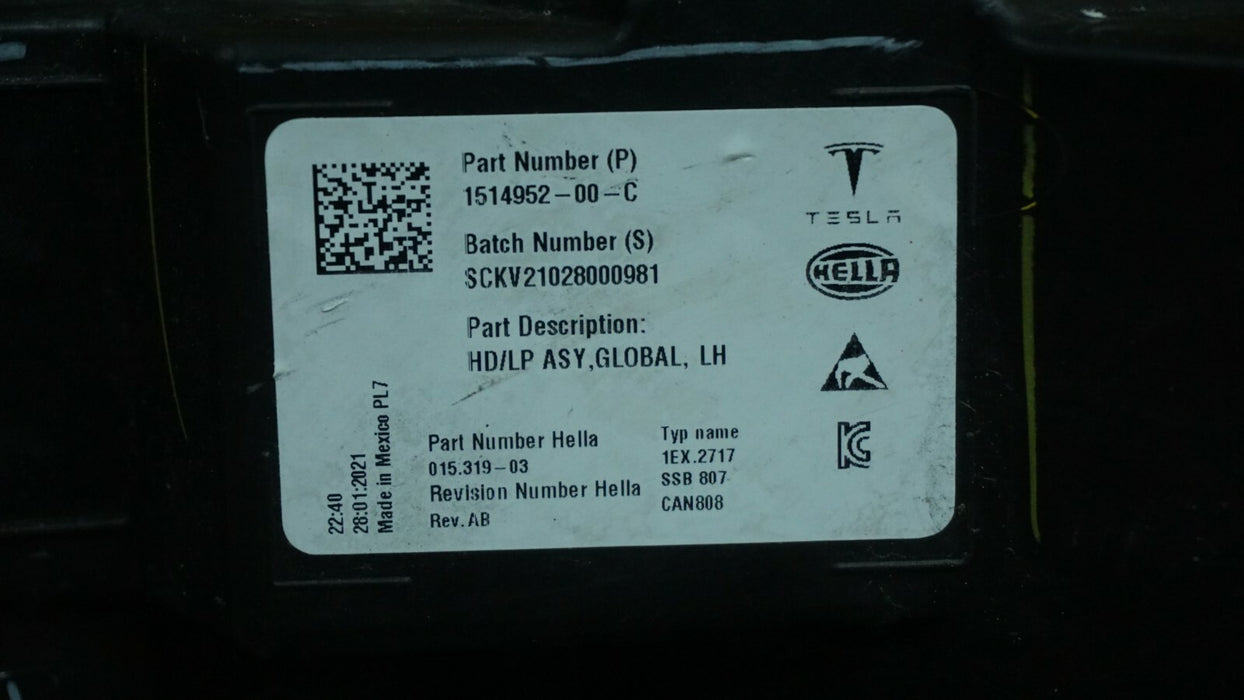 Part Number (P)
1514952-00-C
Batch Number (S)
SCKV21028000981
Part Description:
HD/LP ASY,GLOBAL, LH
TESLA
HELLA
22:40
28:01:2021
Made in Mexico PL7
Part Number Hella
015.319-03
Revision Number Hella
Rev. AB
Typ name
1EX.2717
SSB 807
CAN808
KC